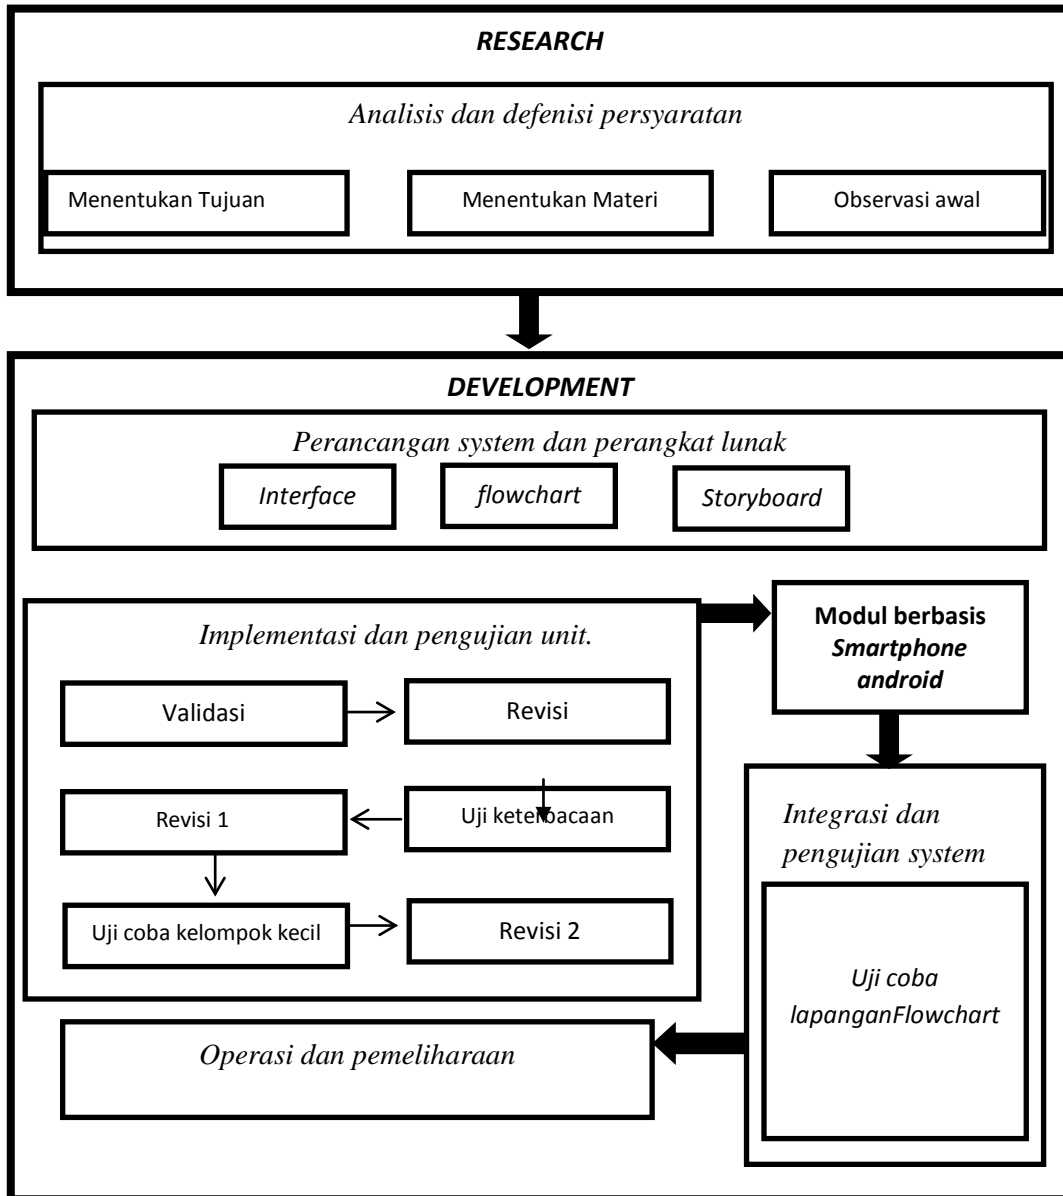 RESEARCH
Analisis dan defenisi persyaratan
Menentukan Tujuan
Menentukan Materi
Observasi awal
DEVELOPMENT
Perancangan system dan perangkat lunak
Interface
flowchart
Storyboard
Implementasi dan pengujian unit.
Validasi
Revisi
Revisi 1
Uji keterbacaan
Uji coba kelompok kecil
Revisi 2
Modul berbasis
Smartphone
android
Integrasi dan
pengujian system
Uji coba
lapanganFlowchart
Operasi dan pemeliharaan